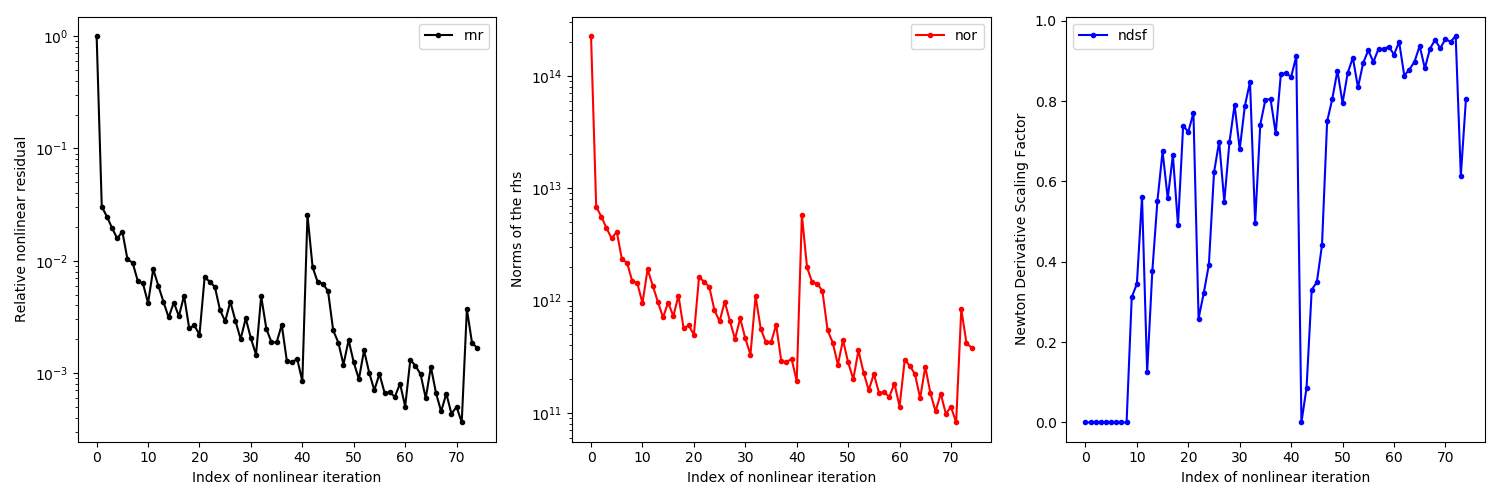 Relative nonlinear residual
10⁰
10⁻¹
10⁻²
10⁻³
rnr
0 10 20 30 40 50 60 70
Index of nonlinear iteration
Norms of the rhs
10¹⁴
10¹³
10¹²
10¹¹
nor
0 10 20 30 40 50 60 70
Index of nonlinear iteration
Newton Derivative Scaling Factor
1.0
0.8
0.6
0.4
0.2
0.0
ndsf
0 10 20 30 40 50 60 70
Index of nonlinear iteration